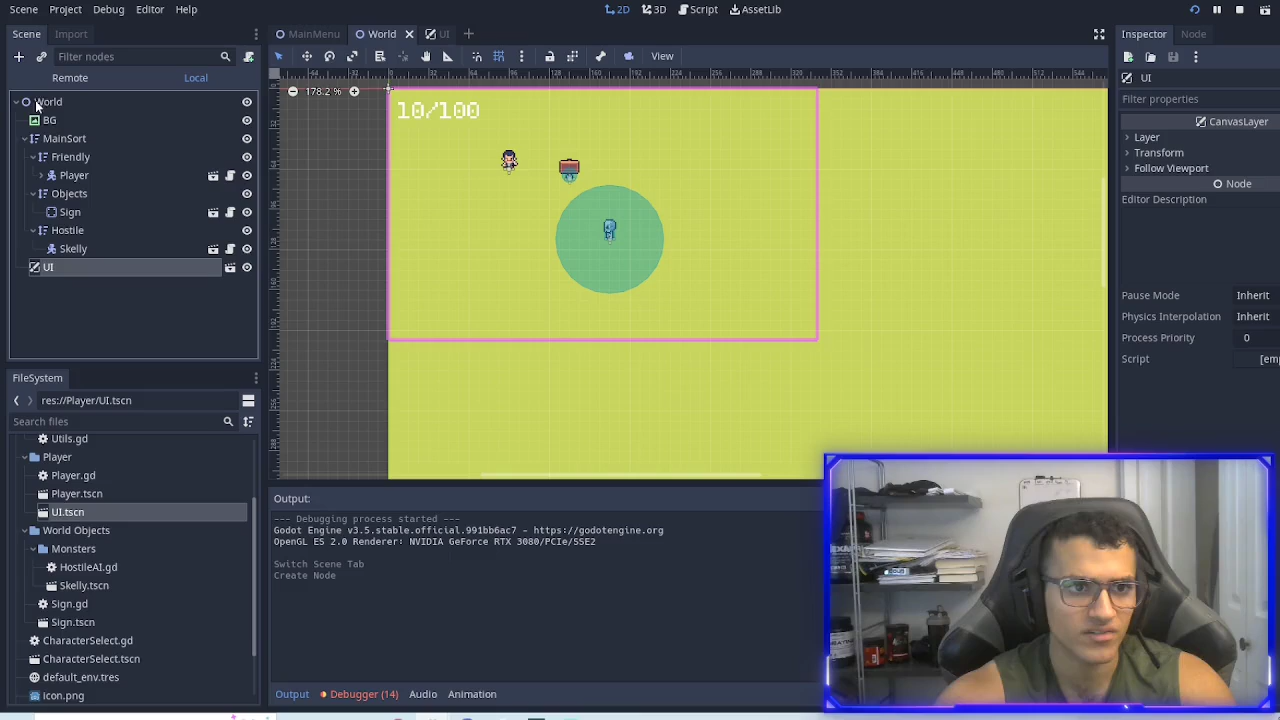 Scene Project Debug Editor Help
2D 3D Script AssetLib
Scene Import
MainMenu World UI
Inspector Node
Filter nodes
View
Remote Local
World
BG
MainSort
Friendly
Player
Objects
Sign
Hostile
Skelly
UI
178.2 %
10/100
UI
Filter properties
CanvasLayer
Layer
Transform
Follow Viewport
Node
Editor Description
Pause Mode Inherit
Physics Interpolation Inherit
Process Priority 0
Script [emp
FileSystem
res://Player/UI.tscn
Search files
Utils.gd
Player
Player.gd
Player.tscn
UI.tscn
World Objects
Monsters
HostileAI.gd
Skelly.tscn
Sign.gd
Sign.tscn
CharacterSelect.gd
CharacterSelect.tscn
default_env.tres
icon.png
Output:
--- Debugging process started ---
Godot Engine v3.5.stable.official.991bb6ac7 - https://godotengine.org
OpenGL ES 2.0 Renderer: NVIDIA GeForce RTX 3080/PCIe/SSE2
Switch Scene Tab
Create Node
Output Debugger (14) Audio Animation